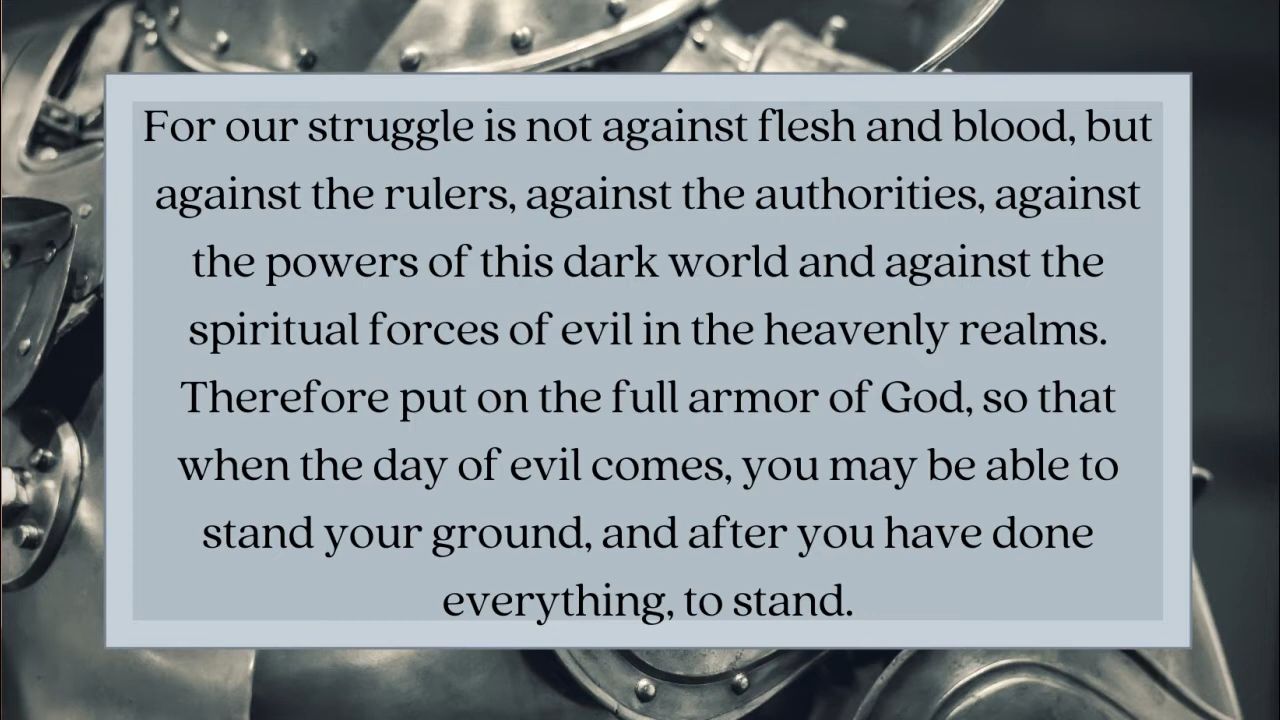 For our struggle is not against flesh and blood, but
against the rulers, against the authorities, against
the powers of this dark world and against the
spiritual forces of evil in the heavenly realms.
Therefore put on the full armor of God, so that
when the day of evil comes, you may be able to
stand your ground, and after you have done
everything, to stand.